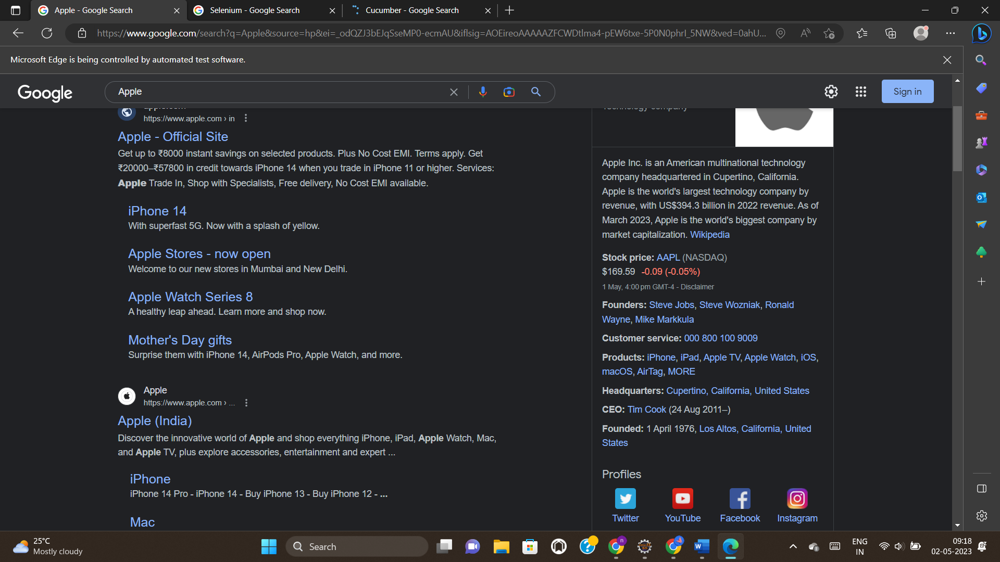 Apple - Google Search
Selenium - Google Search
Cucumber - Google Search
https://www.google.com/search?q=Apple&source=hp&ei=_odQZJ3bEJqSseMP0-ecmAU&iflsig=AOEireoAAAAAZFCWDtlma4-pEW6txe-5P0N0phrl_5NW&ved=0ahU...
Microsoft Edge is being controlled by automated test software.
Google
Apple
Sign in
https://www.apple.com › in
Apple - Official Site
Get up to ₹8000 instant savings on selected products. Plus No Cost EMI. Terms apply. Get
₹20000–₹57800 in credit towards iPhone 14 when you trade in iPhone 11 or higher. Services:
Apple Trade In, Shop with Specialists, Free delivery, No Cost EMI available.
iPhone 14
With superfast 5G. Now with a splash of yellow.
Apple Stores - now open
Welcome to our new stores in Mumbai and New Delhi.
Apple Watch Series 8
A healthy leap ahead. Learn more and shop now.
Mother's Day gifts
Surprise them with iPhone 14, AirPods Pro, Apple Watch, and more.
Apple
https://www.apple.com › ...
Apple (India)
Discover the innovative world of Apple and shop everything iPhone, iPad, Apple Watch, Mac,
and Apple TV, plus explore accessories, entertainment and expert ...
iPhone
iPhone 14 Pro - iPhone 14 - Buy iPhone 13 - Buy iPhone 12 - ...
Mac
Technology company
Apple Inc. is an American multinational technology
company headquartered in Cupertino, California.
Apple is the world's largest technology company by
revenue, with US$394.3 billion in 2022 revenue. As of
March 2023, Apple is the world's biggest company by
market capitalization. Wikipedia
Stock price: AAPL (NASDAQ)
$169.59 -0.09 (-0.05%)
1 May, 4:00 pm GMT-4 - Disclaimer
Founders: Steve Jobs, Steve Wozniak, Ronald
Wayne, Mike Markkula
Customer service: 000 800 100 9009
Products: iPhone, iPad, Apple TV, Apple Watch, iOS,
macOS, AirTag, MORE
Headquarters: Cupertino, California, United States
CEO: Tim Cook (24 Aug 2011–)
Founded: 1 April 1976, Los Altos, California, United
States
Profiles
Twitter
YouTube
Facebook
Instagram
25°C
Mostly cloudy
Search
ENG
IN
09:18
02-05-2023